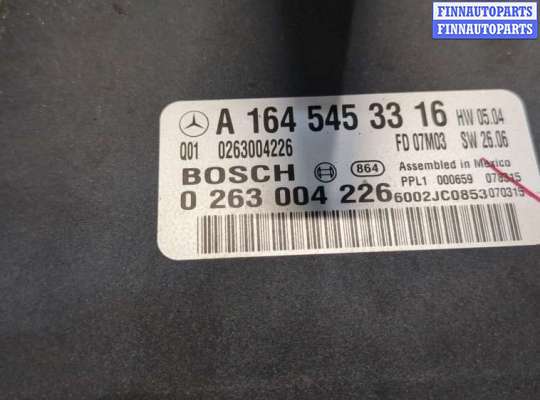 FINNAUTOPARTS
FINNAUTOPARTS
A 164 545 33 16 HW 05.04
Q01 0263004226 FD 07M03 SW 26.06
BOSCH 864 Assembled in Mexico
PPL1 000659 070315
0 263 004 226 6002JC0853070315